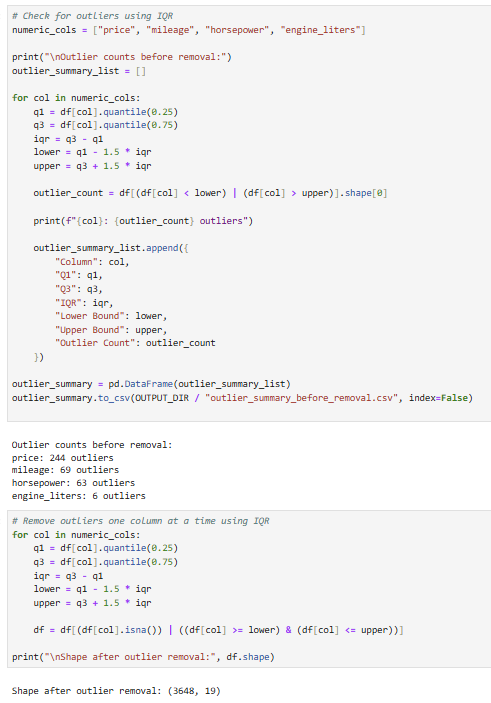 # Check for outliers using IQR
numeric_cols = ["price", "mileage", "horsepower", "engine_liters"]

print("\nOutlier counts before removal:")
outlier_summary_list = []

for col in numeric_cols:
    q1 = df[col].quantile(0.25)
    q3 = df[col].quantile(0.75)
    iqr = q3 - q1
    lower = q1 - 1.5 * iqr
    upper = q3 + 1.5 * iqr

    outlier_count = df[(df[col] < lower) | (df[col] > upper)].shape[0]

    print(f"{col}: {outlier_count} outliers")

    outlier_summary_list.append({
        "Column": col,
        "Q1": q1,
        "Q3": q3,
        "IQR": iqr,
        "Lower Bound": lower,
        "Upper Bound": upper,
        "Outlier Count": outlier_count
    })

outlier_summary = pd.DataFrame(outlier_summary_list)
outlier_summary.to_csv(OUTPUT_DIR / "outlier_summary_before_removal.csv", index=False)

Outlier counts before removal:
price: 244 outliers
mileage: 69 outliers
horsepower: 63 outliers
engine_liters: 6 outliers

# Remove outliers one column at a time using IQR
for col in numeric_cols:
    q1 = df[col].quantile(0.25)
    q3 = df[col].quantile(0.75)
    iqr = q3 - q1
    lower = q1 - 1.5 * iqr
    upper = q3 + 1.5 * iqr

    df = df[(df[col].isna()) | ((df[col] >= lower) & (df[col] <= upper))]

print("\nShape after outlier removal:", df.shape)

Shape after outlier removal: (3648, 19)